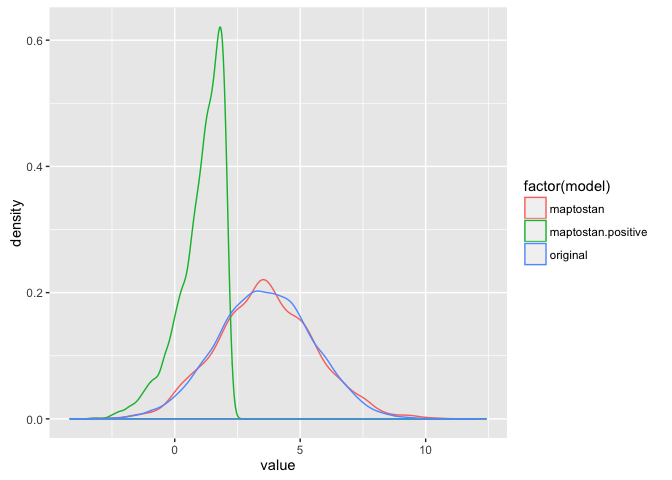 0.6
0.4
0.2
0.0
density
0
5
10
value
factor(model)
maptostan
maptostan.positive
original